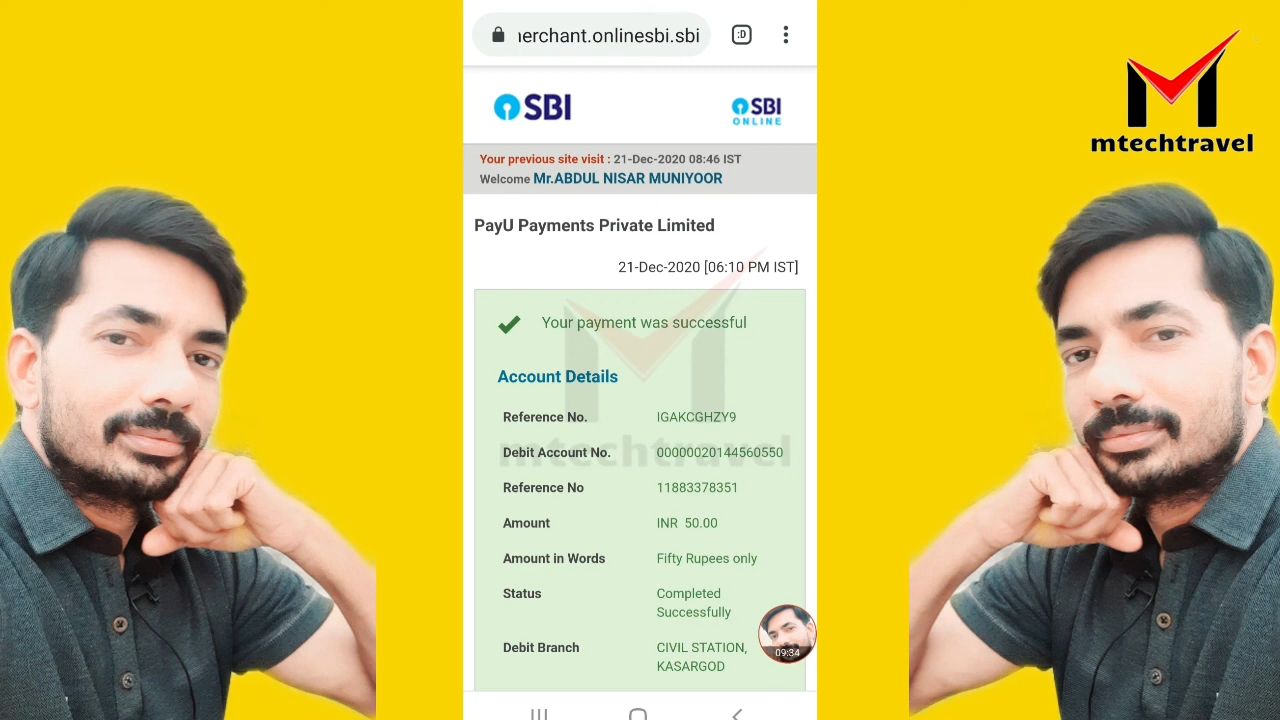 :D
merchant.onlinesbi.sbi
SBI
SBI
ONLINE
mtechtravel
Your previous site visit : 21-Dec-2020 08:46 IST
Welcome Mr.ABDUL NISAR MUNIYOOR
PayU Payments Private Limited
21-Dec-2020 [06:10 PM IST]
Your payment was successful
Account Details
Reference No. IGAKCGHZY9
mtechtravel
Debit Account No. 00000020144560550
Reference No 11883378351
Amount INR 50.00
Amount in Words Fifty Rupees only
Status Completed
Successfully
Debit Branch CIVIL STATION,
KASARGOD
09:34